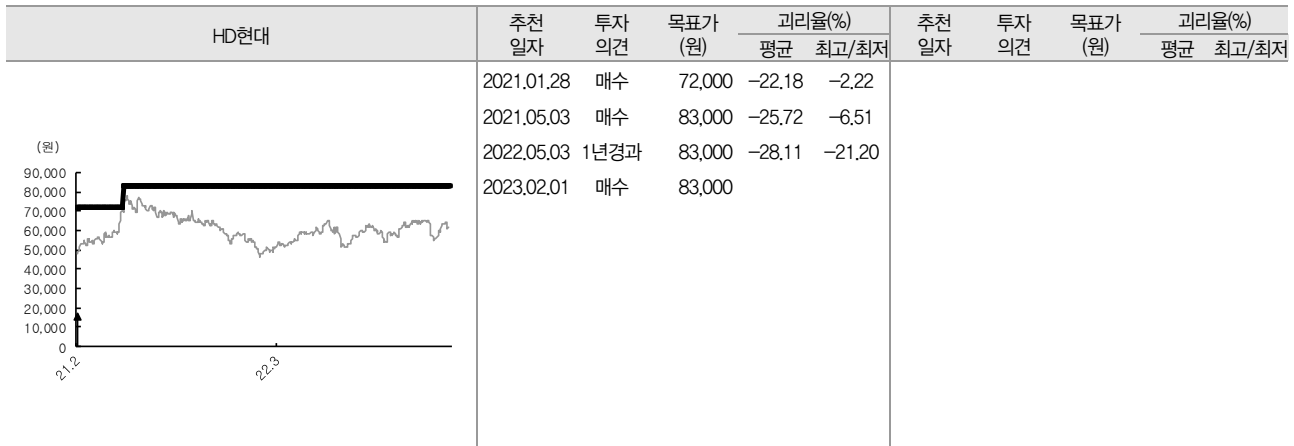 HD현대
추천 투자 목표가 괴리율(%) 추천 투자 목표가 괴리율(%)
일자 의견 (원) 평균 최고/최저 일자 의견 (원) 평균 최고/최저
2021.01.28 매수 72,000 -22.18 -2.22
2021.05.03 매수 83,000 -25.72 -6.51
2022.05.03 1년경과 83,000 -28.11 -21.20
2023.02.01 매수 83,000
(원)
90,000
80,000
70,000
60,000
50,000
40,000
30,000
20,000
10,000
0
21.2 22.3